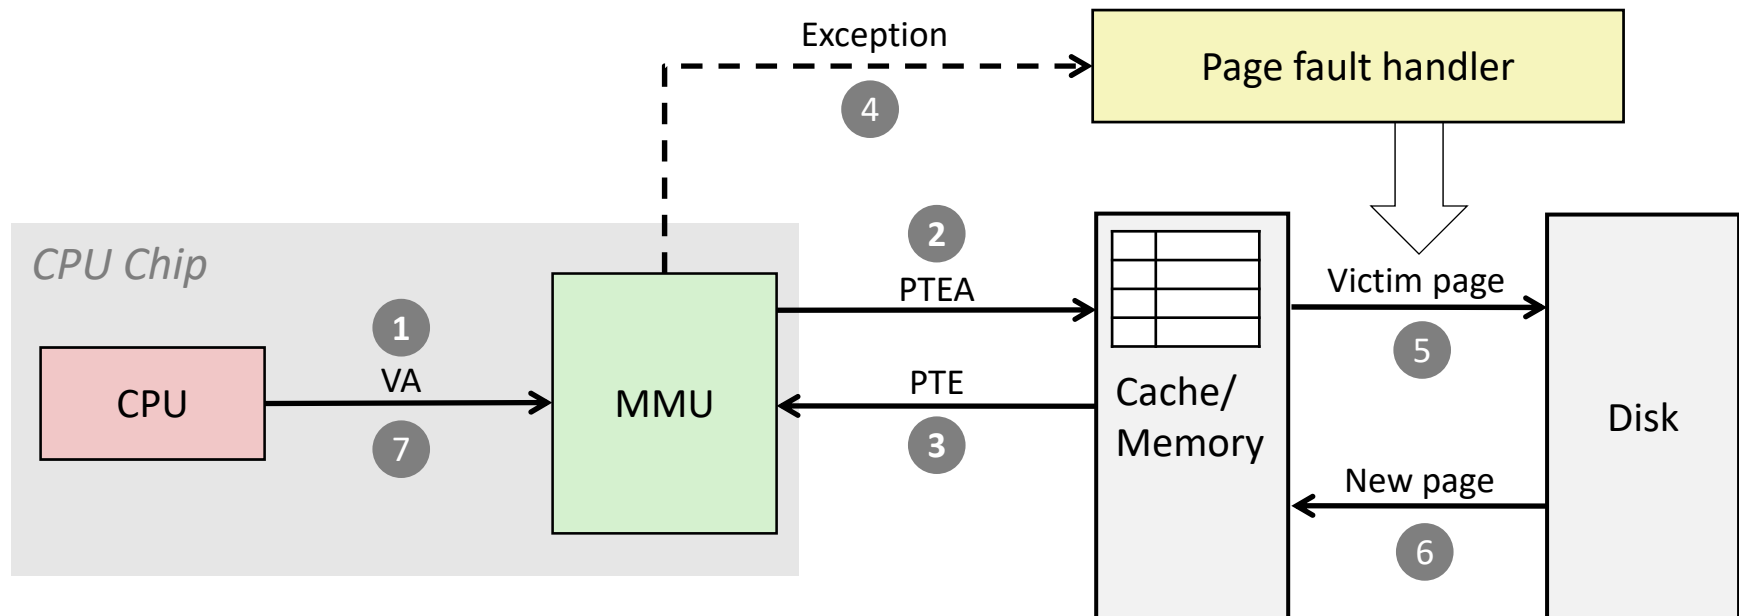 Exception
Page fault handler
4
2
CPU Chip
PTEA
Victim page
1
5
VA
CPU
MMU
PTE
Cache/
Memory
Disk
7
3
New page
6